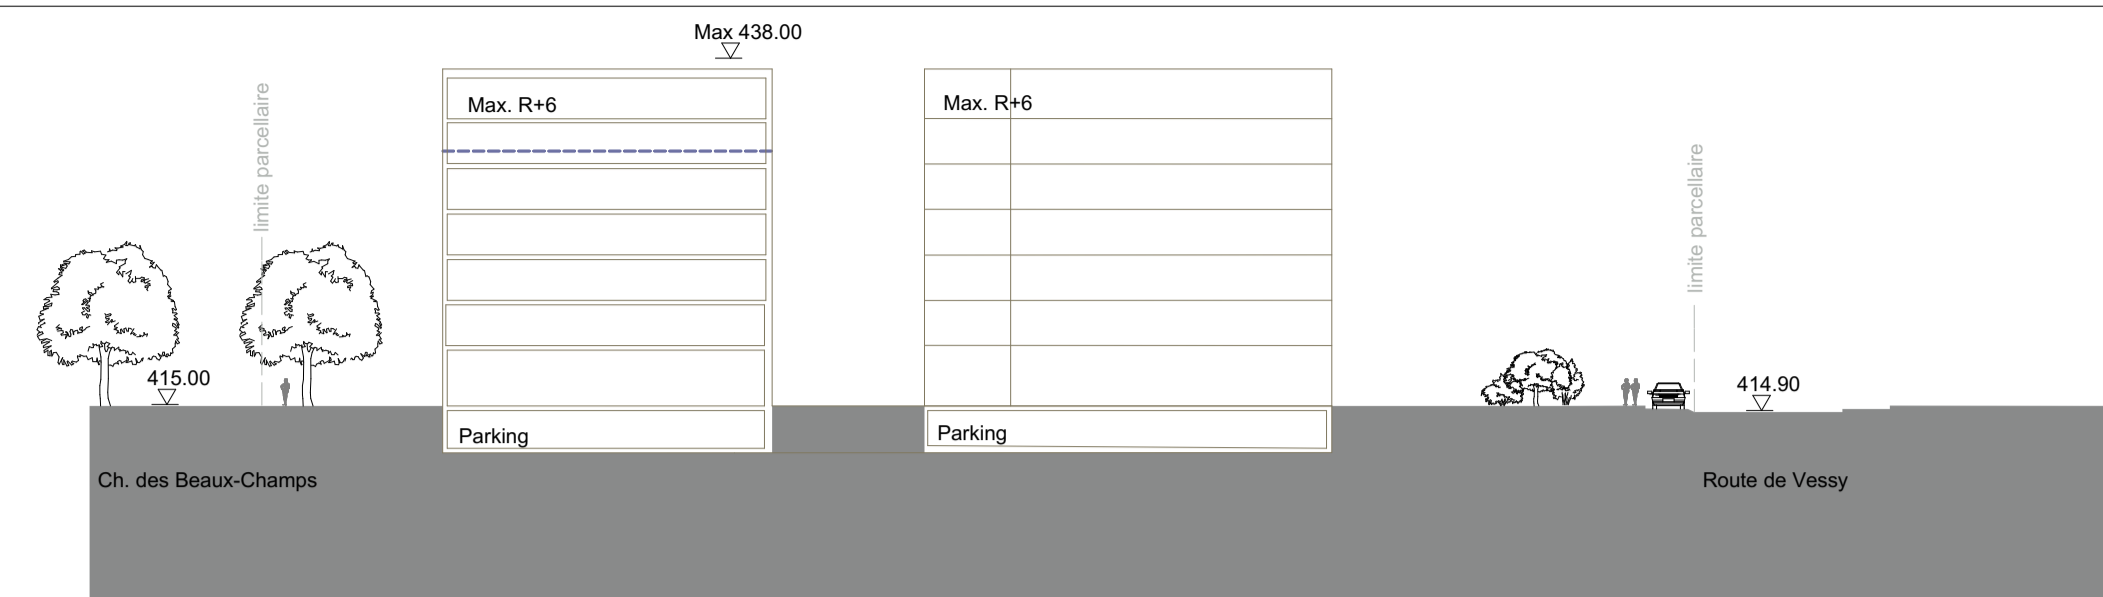 Max 438.00
limite parcellaire
Max. R+6
Max. R+6
limite parcellaire
415.00
414.90
Parking
Parking
Ch. des Beaux-Champs
Route de Vessy